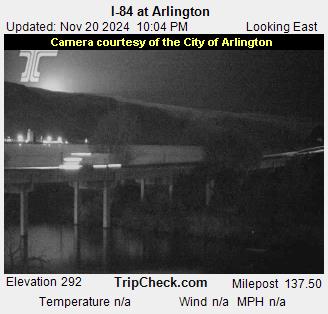 I-84 at Arlington
Updated: Nov 20 2024 10:04 PM Looking East
Camera courtesy of the City of Arlington
Elevation 292 TripCheck.com Milepost 137.50
Temperature n/a Wind n/a MPH n/a